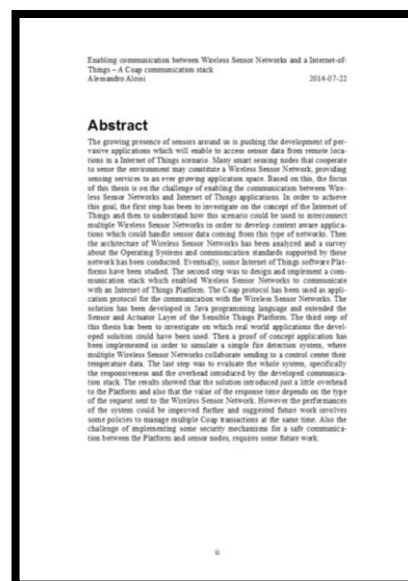 Enabling communication between Wireless Sensor Networks and a Internet-of-
Things – A Coap communication stack
Alessandro Aloisi 2014-07-22
Abstract
The growing presence of sensors around us is pushing the development of per-
vasive applications which will enable to access sensor data from remote loca-
tions in a Internet of Things scenario. Many smart sensing nodes that cooperate
to sense the environment may constitute a Wireless Sensor Network, providing
sensing services to an ever growing application space. Based on this, the focus
of this thesis is on the challenge of enabling the communication between Wire-
less Sensor Networks and Internet of Things applications. In order to achieve
this goal, the first step has been to investigate on the concept of the Internet of
Things and then to understand how this scenario could be used to interconnect
multiple Wireless Networks in order to develop content aware applica-
tions which could handle sensor data coming from this type of networks. Then
the architecture of Wireless Sensor Networks has been analyzed and a survey
about the Operating Systems and communication standards supported by these
network has been conducted. Eventually, some Internet of Things software Plat-
forms have been studied. The second step was to design and implement a com-
munication stack which enabled Wireless Sensor Networks to communicate
with an Internet of Things Platform. The Coap protocol has been used as appli-
cation protocol for the communication with the Wireless Sensor Networks. The
solution has been developed in Java programming language and extended the
Sensor and Actuator Layer of the Sensible Things Platform. The third step of
this thesis has been to investigate on which real world applications the devel-
oped solution could have been used. Then a proof of concept application has
been implemented in order to simulate a simple fire detection system, where
multiple Wireless Sensor Networks collaborate sending to a control center their
temperature data. The last step was to evaluate the whole system, specifically
the responsiveness and the overhead introduced by the developed communica-
tion stack. The results showed that the solution introduced just a little overhead
to the Platform and also that the value of the response time depends on the type
of the request sent to the Wireless Sensor Network. However the performances
of the system could be improved further and suggested future work involves
some policies to manage multiple Coap transactions at the same time. Also the
challenge of implementing some security mechanisms for a safe communica-
tion between the Platform and sensor nodes, requires some future work.
ii